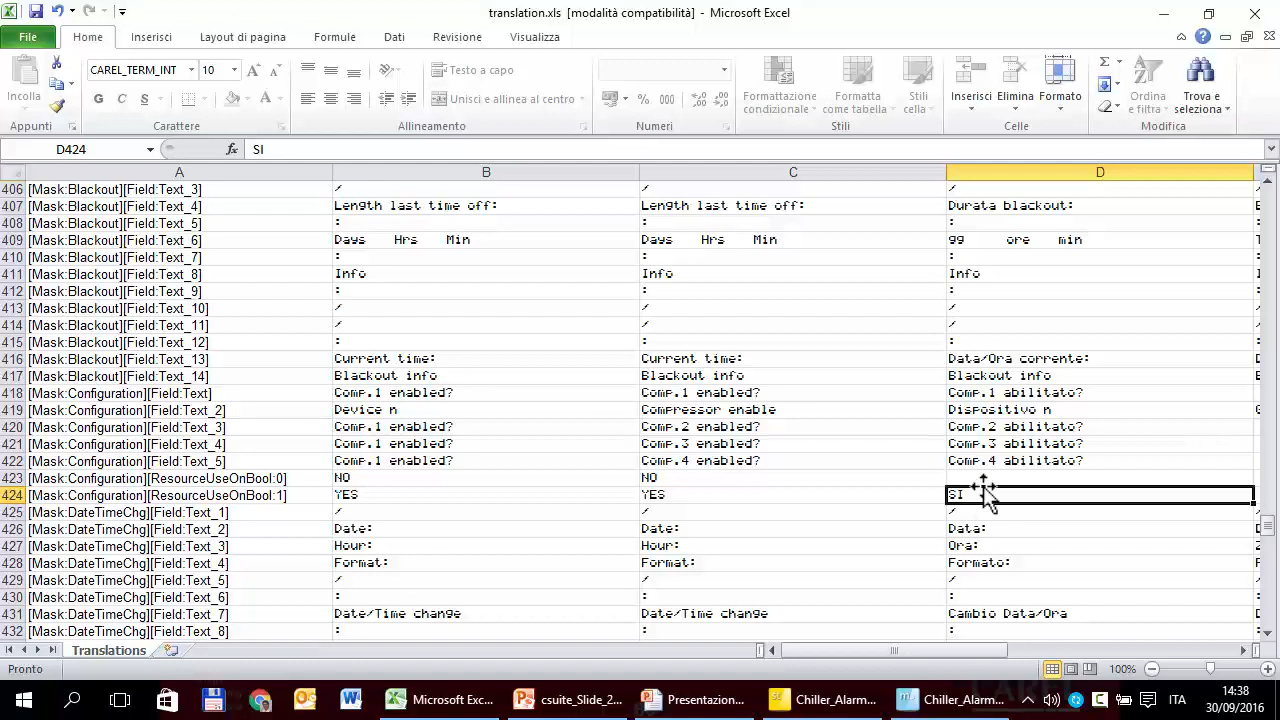 translation.xls [modalità compatibilità] - Microsoft Excel
File Home Inserisci Layout di pagina Formule Dati Revisione Visualizza
Incolla
CAREL_TERM_INT 10
G C S
Testo a capo
Unisci e allinea al centro
% 000
Formattazione condizionale
Formatta come tabella
Stili cella
Inserisci Elimina Formato
Σ
Ordina e filtra
Trova e seleziona
Appunti Carattere Allineamento Numeri Stili Celle Modifica
D424 fx SI
A B C D
406 [Mask:Blackout][Field:Text_3] / / /
407 [Mask:Blackout][Field:Text_4] Length last time off: Length last time off: Durata blackout:
408 [Mask:Blackout][Field:Text_5] : : :
409 [Mask:Blackout][Field:Text_6] Days Hrs Min Days Hrs Min gg ore min
410 [Mask:Blackout][Field:Text_7] : : :
411 [Mask:Blackout][Field:Text_8] Info Info Info
412 [Mask:Blackout][Field:Text_9] : : :
413 [Mask:Blackout][Field:Text_10] / / /
414 [Mask:Blackout][Field:Text_11] / / /
415 [Mask:Blackout][Field:Text_12] : : :
416 [Mask:Blackout][Field:Text_13] Current time: Current time: Data/Ora corrente:
417 [Mask:Blackout][Field:Text_14] Blackout info Blackout info Blackout info
418 [Mask:Configuration][Field:Text] Comp.1 enabled? Comp.1 enabled? Comp.1 abilitato?
419 [Mask:Configuration][Field:Text_2] Device n Compressor enable Dispositivo n
420 [Mask:Configuration][Field:Text_3] Comp.1 enabled? Comp.2 enabled? Comp.2 abilitato?
421 [Mask:Configuration][Field:Text_4] Comp.1 enabled? Comp.3 enabled? Comp.3 abilitato?
422 [Mask:Configuration][Field:Text_5] Comp.1 enabled? Comp.4 enabled? Comp.4 abilitato?
423 [Mask:Configuration][ResourceUseOnBool:0] NO NO
424 [Mask:Configuration][ResourceUseOnBool:1] YES YES SI
425 [Mask:DateTimeChg][Field:Text_1] / / /
426 [Mask:DateTimeChg][Field:Text_2] Date: Date: Data:
427 [Mask:DateTimeChg][Field:Text_3] Hour: Hour: Ora:
428 [Mask:DateTimeChg][Field:Text_4] Format: Format: Formato:
429 [Mask:DateTimeChg][Field:Text_5] / / /
430 [Mask:DateTimeChg][Field:Text_6] : : :
431 [Mask:DateTimeChg][Field:Text_7] Date/Time change Date/Time change Cambio Data/Ora
432 [Mask:DateTimeChg][Field:Text_8] : : :
Translations
Pronto 100%
Microsoft Exc... csuite_Slide_2... Presentazion... Chiller_Alarm... Chiller_Alarm... ITA 14:38
30/09/2016